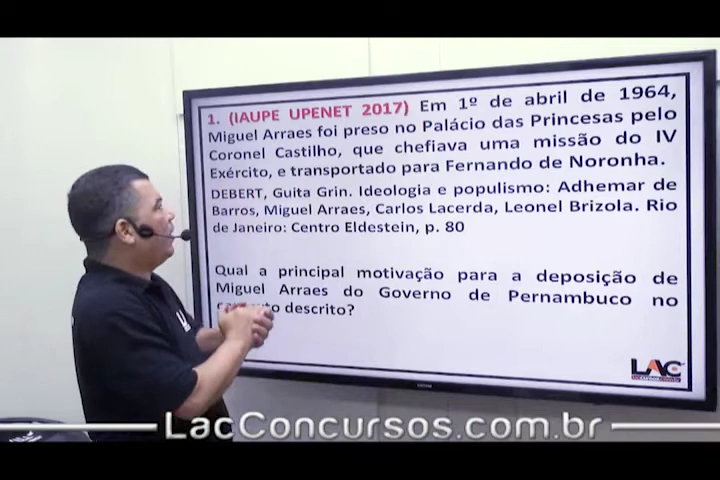 1. (IAUPE UPENET 2017) Em 1º de abril de 1964,
Miguel Arraes foi preso no Palácio das Princesas pelo
Coronel Castilho, que chefiava uma missão do IV
Exército, e transportado para Fernando de Noronha.
DEBERT, Guita Grin. Ideologia e populismo: Adhemar de
Barros, Miguel Arraes, Carlos Lacerda, Leonel Brizola. Rio
de Janeiro: Centro Eldestein, p. 80
Qual a principal motivação para a deposição de
Miguel Arraes do Governo de Pernambuco no
descrito?
LAC
LacConcursos.com.br